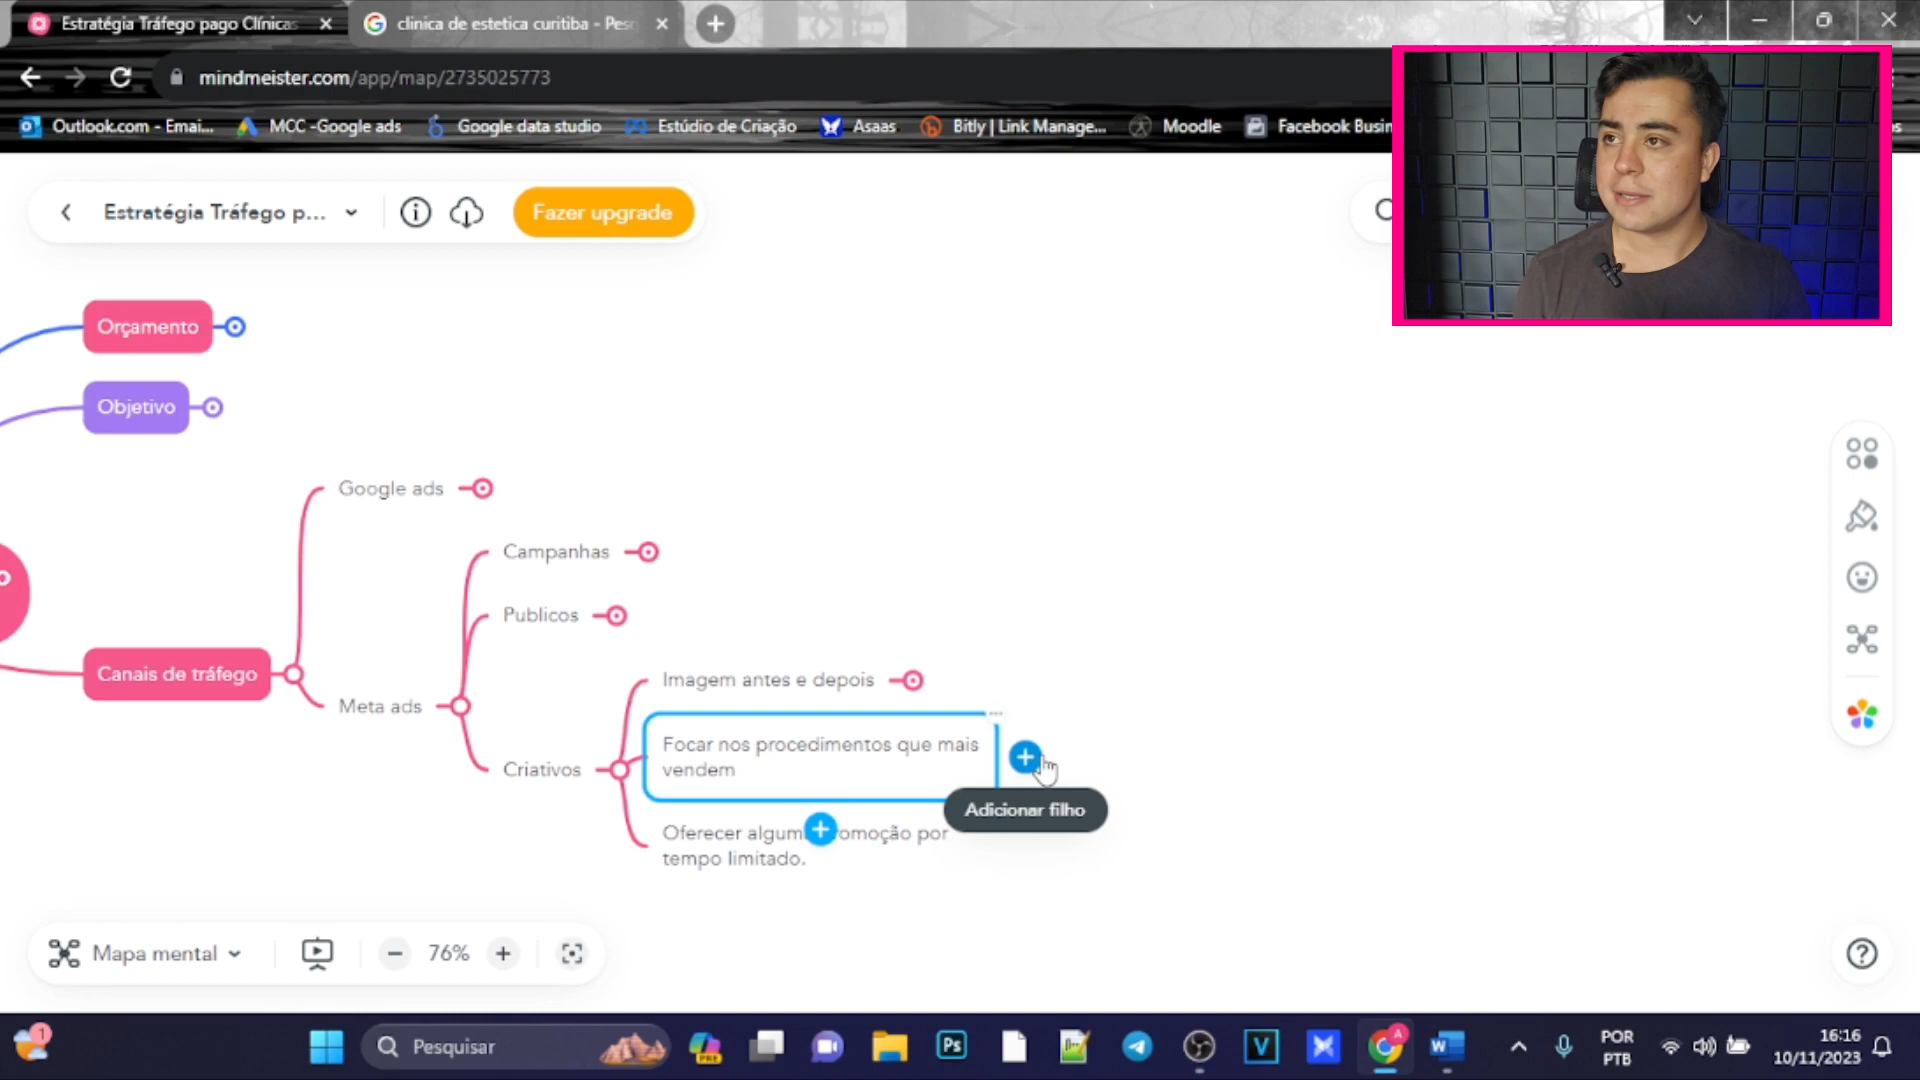 Estratégia Tráfego pago Clínicas
clinica de estetica curitiba - Pesq
mindmeister.com/app/map/2735025773
Outlook.com - Emai...
MCC -Google ads
Google data studio
Estúdio de Criação
Asaas
Bitly | Link Manage...
Moodle
Facebook Busin
Estratégia Tráfego p...
Fazer upgrade
Orçamento
Objetivo
Google ads
Campanhas
Publicos
Canais de tráfego
Meta ads
Criativos
Imagem antes e depois
Focar nos procedimentos que mais
vendem
Adicionar filho
Oferecer algum omoção por
tempo limitado.
Mapa mental
76%
1
Pesquisar
PRE
Ps
V
A
W
POR
PTB
16:16
10/11/2023